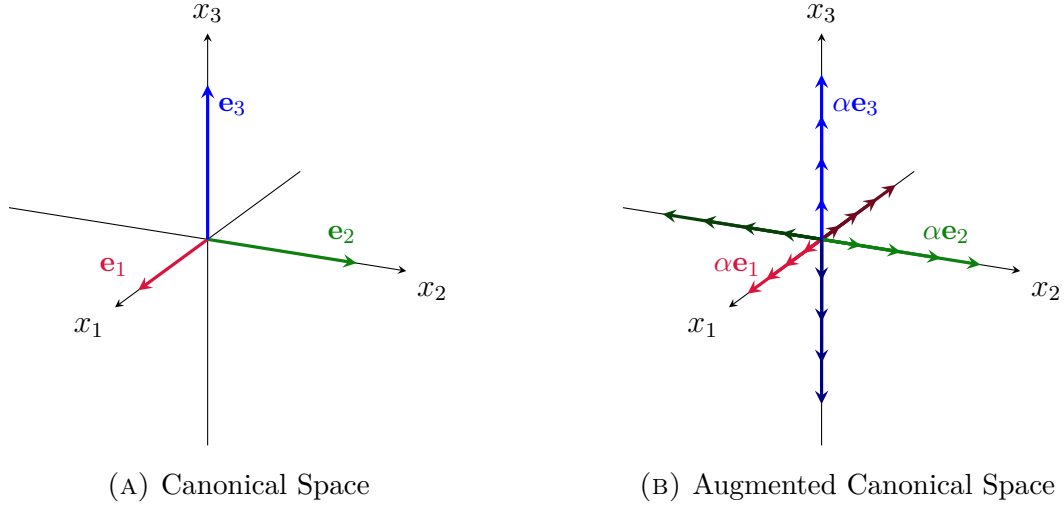 x₃
e₃
e₂
e₁
x₂
x₁
(A) Canonical Space
x₃
αe₃
αe₂
αe₁
x₂
x₁
(B) Augmented Canonical Space